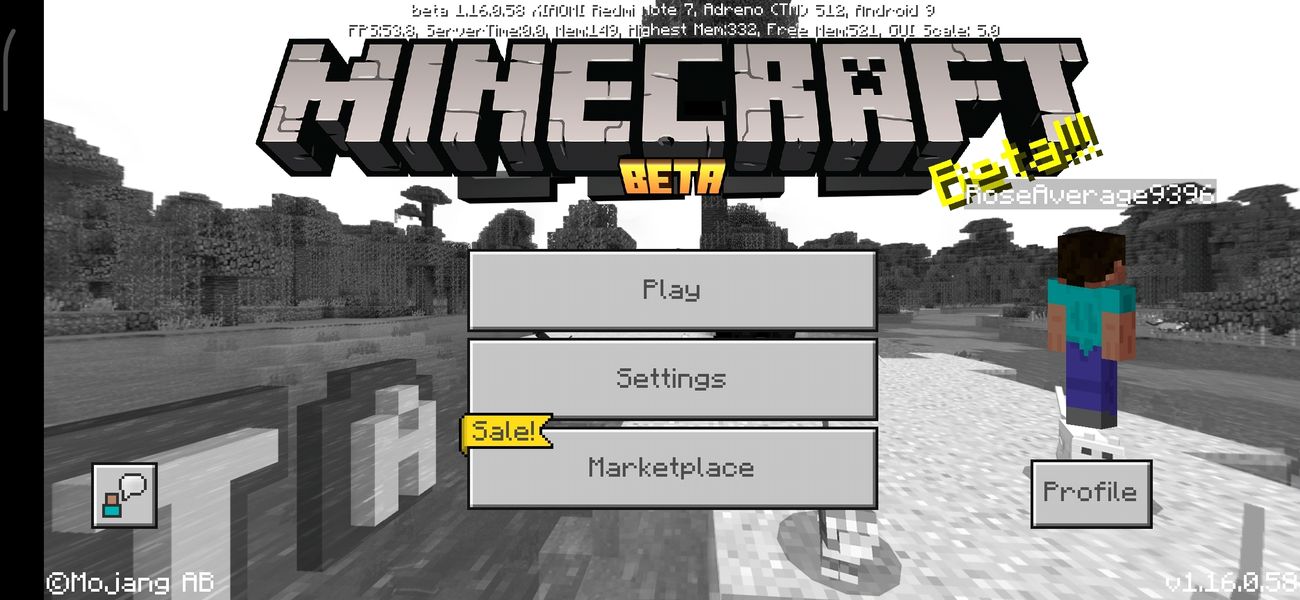 beta 1.16.0.58 XIAOMI Redmi Note 7, Adreno (TM) 512, Android 9
FPS:53.8, ServerTime:0.0, Mem:149, Highest Mem:332, Free Mem:521, GUI Scale: 5.0
MINECRAFT
BETA
Beta!!!
RoseAverage9396
Play
Settings
Sale!
Marketplace
Profile
©Mojang AB
v1.16.0.58